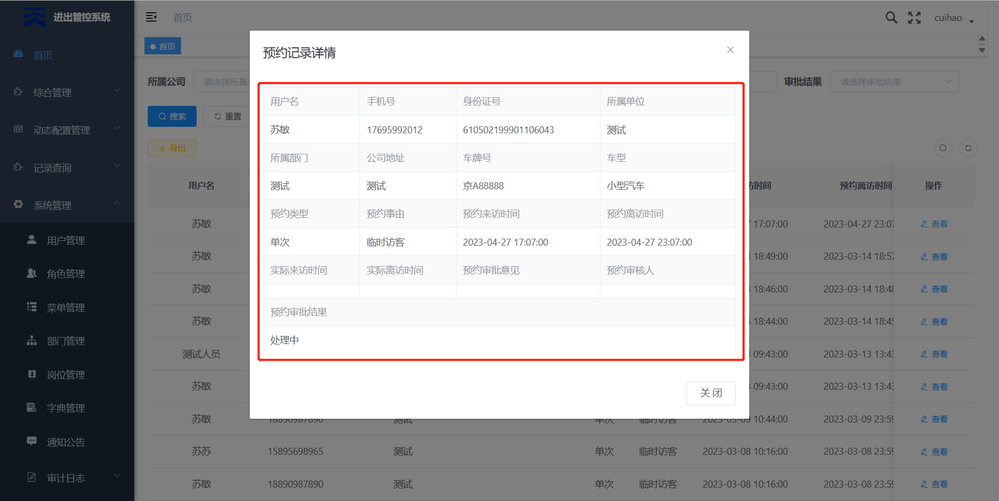 进出管控系统
首页
综合管理
动态配置管理
记录查询
系统管理
用户管理
角色管理
菜单管理
部门管理
岗位管理
字典管理
通知公告
审计日志
首页
cuihao
首页
所属公司
请选择所属
审批结果
请选择审批结果
搜索
重置
导出
预约记录详情
用户名 手机号 身份证号 所属单位
苏敏 17695992012 610502199901106043 测试
所属部门 公司地址 车牌号 车型
测试 测试 京A88888 小型汽车
预约类型 预约事由 预约来访时间 预约离访时间
单次 临时访客 2023-04-27 17:07:00 2023-04-27 23:07:00
实际来访时间 实际离访时间 预约审批意见 预约审核人
预约审批结果
处理中
关 闭
用户名 访时间 预约离访时间 操作
苏敏 17:07:00 2023-04-27 23:07 查看
苏敏 18:49:00 2023-03-14 18:57 查看
苏敏 18:46:00 2023-03-14 18:48 查看
苏敏 18:44:00 2023-03-14 18:45 查看
测试人员 09:43:00 2023-03-13 13:43 查看
苏敏 09:43:00 2023-03-13 13:43 查看
苏敏 18890987890 测试 单次 临时访客 2023-03-09 10:44:00 2023-03-09 23:59 查看
苏苏 15895698965 测试 单次 临时访客 2023-03-08 10:16:00 2023-03-08 23:59 查看
苏敏 18890987890 测试 单次 临时访客 2023-03-08 10:16:00 2023-03-08 23:59 查看